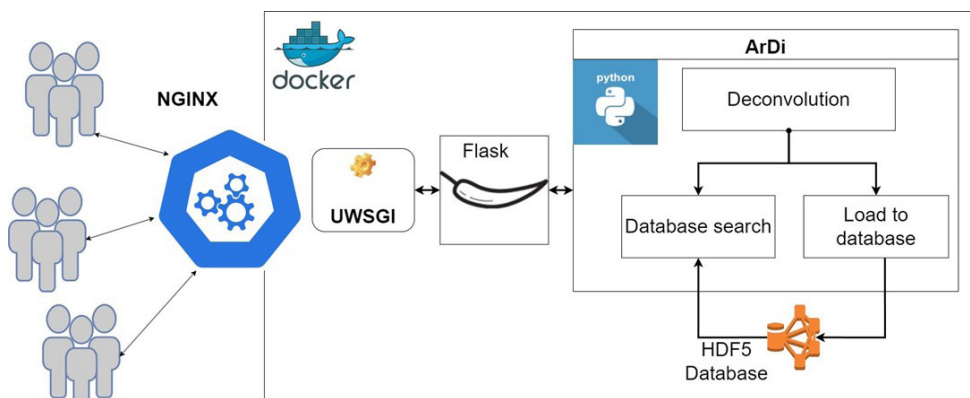 docker
ArDi
python
NGINX
Deconvolution
Flask
UWSGI
Database search
Load to
database
HDF5
Database